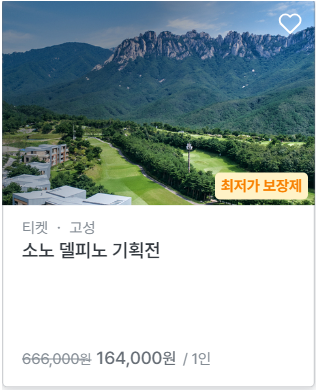 최저가 보장제
티켓 · 고성
소노 델피노 기획전
666,000원 164,000원 / 1인